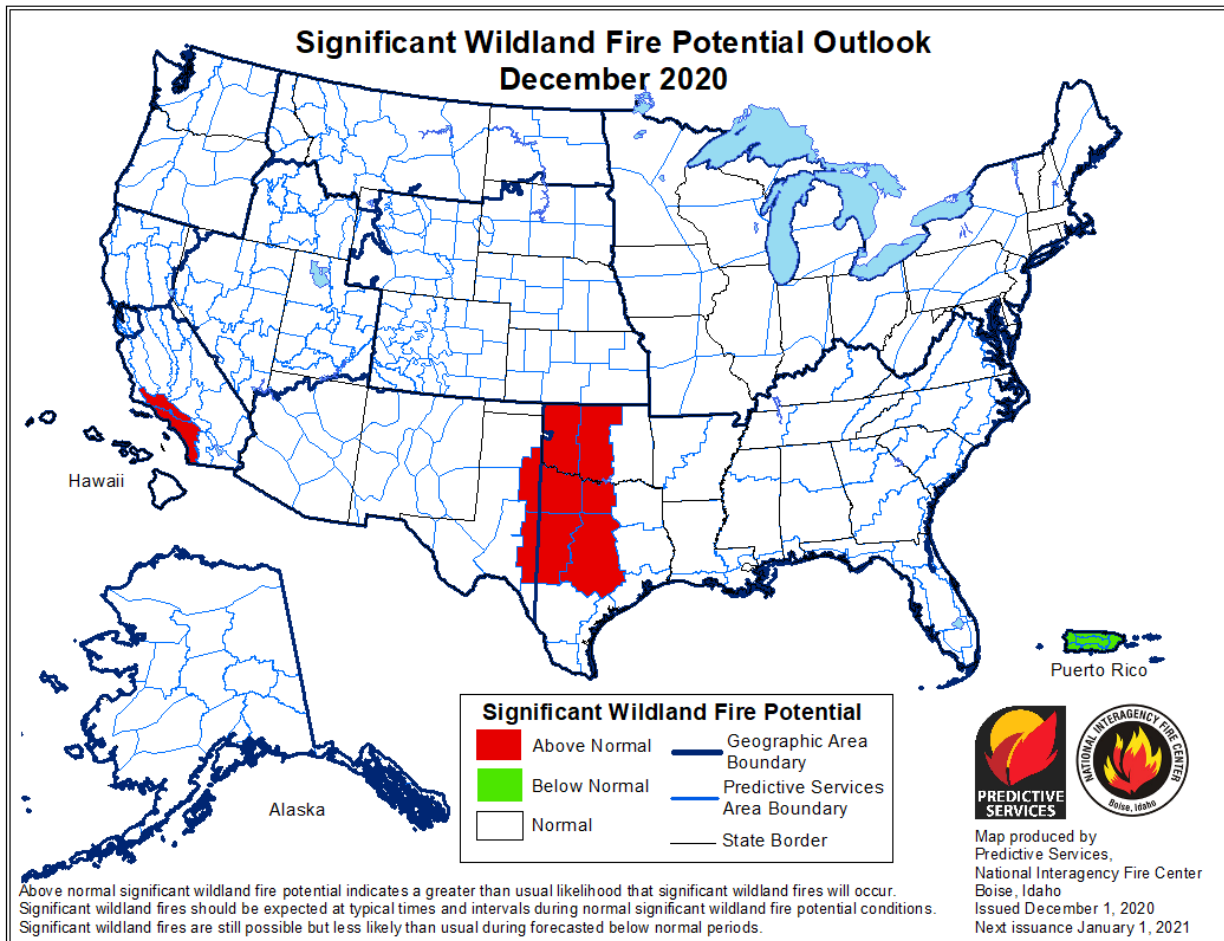 Significant Wildland Fire Potential Outlook
December 2020
Hawaii
Puerto Rico
Alaska
Significant Wildland Fire Potential
Above Normal
Below Normal
Normal
Geographic Area
Boundary
Predictive Services
Area Boundary
State Border
PREDICTIVE
SERVICES
NATIONAL INTERAGENCY FIRE CENTER
Boise, Idaho
Map produced by
Predictive Services,
National Interagency Fire Center
Boise, Idaho
Issued December 1, 2020
Next issuance January 1, 2021
Above normal significant wildland fire potential indicates a greater than usual likelihood that significant wildland fires will occur.
Significant wildland fires should be expected at typical times and intervals during normal significant wildland fire potential conditions.
Significant wildland fires are still possible but less likely than usual during forecasted below normal periods.